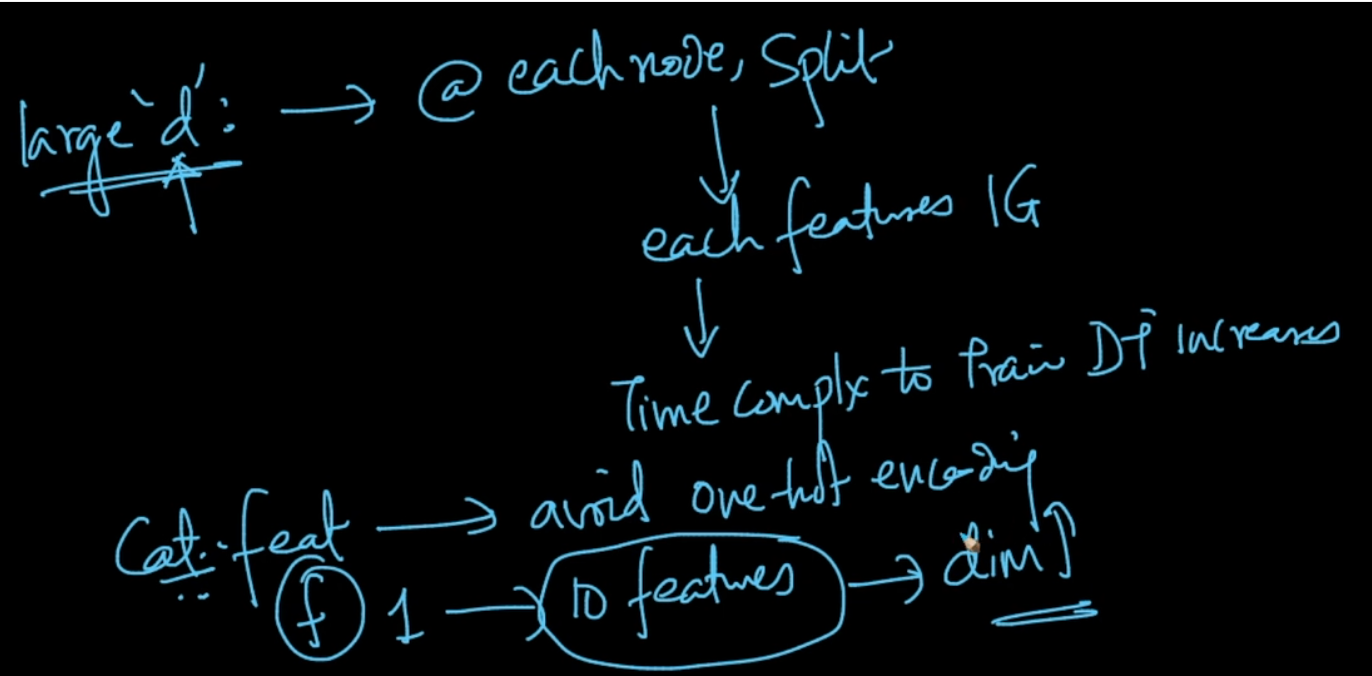 large 'd': → @ each node, Split
↓
each features IG
↓
Time complx to train DT increases
Cat. feat → avoid one-hot encoding
f 1 → 10 features → dim ↑